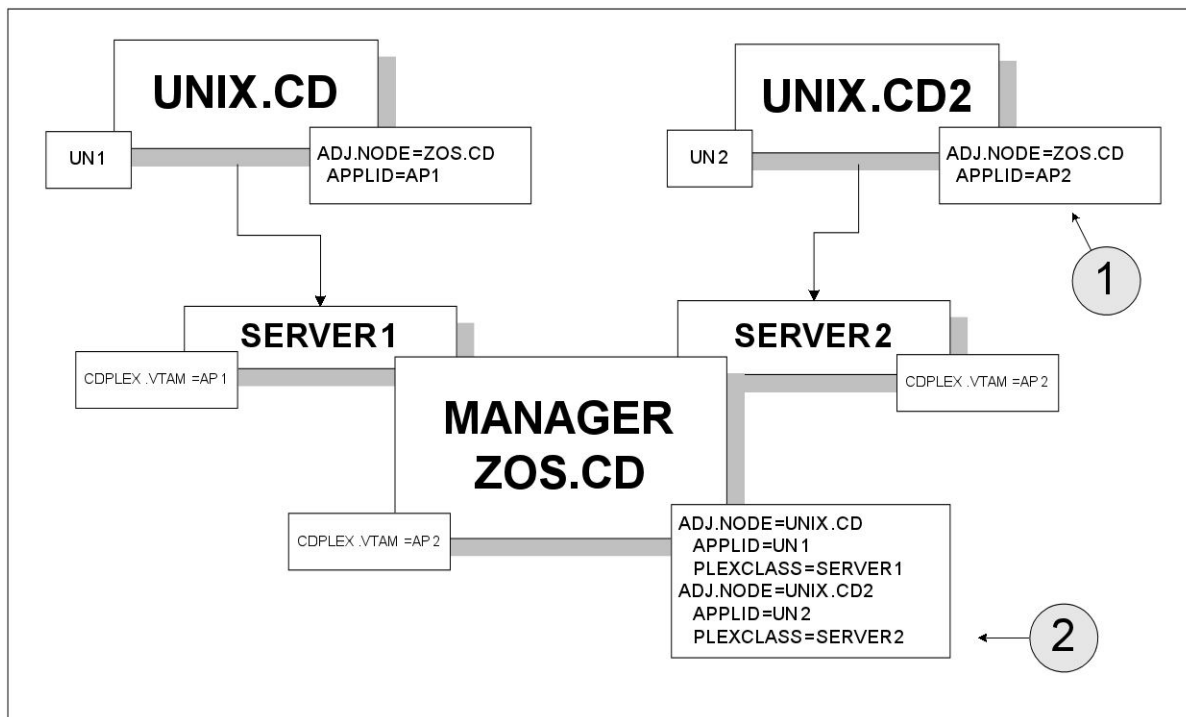 UNIX.CD
UNIX.CD2
UN1
ADJ.NODE=ZOS.CD
APPLID=AP1
UN2
ADJ.NODE=ZOS.CD
APPLID=AP2
1
SERVER1
SERVER2
CDPLEX .VTAM =AP1
CDPLEX .VTAM =AP2
MANAGER
ZOS.CD
CDPLEX .VTAM =AP2
ADJ.NODE=UNIX.CD
APPLID=UN1
PLEXCLASS=SERVER1
ADJ.NODE=UNIX.CD2
APPLID=UN2
PLEXCLASS=SERVER2
2